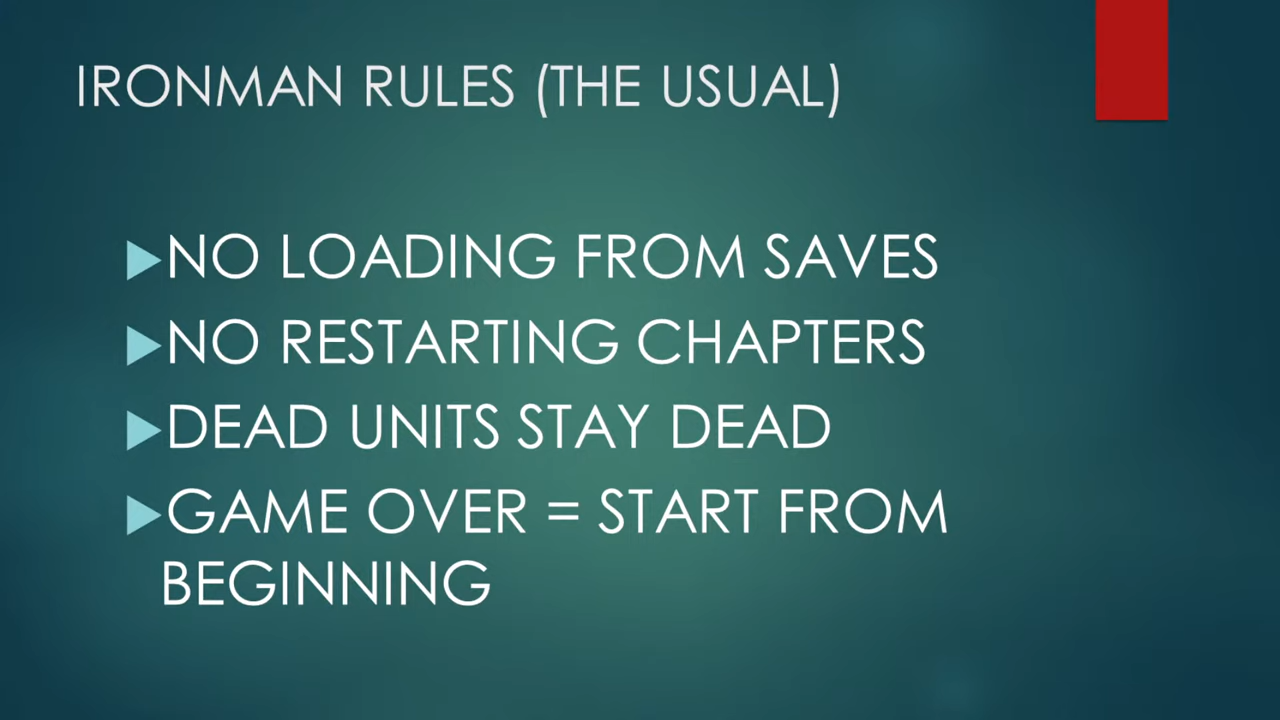 IRONMAN RULES (THE USUAL)
NO LOADING FROM SAVES
NO RESTARTING CHAPTERS
DEAD UNITS STAY DEAD
GAME OVER = START FROM
BEGINNING